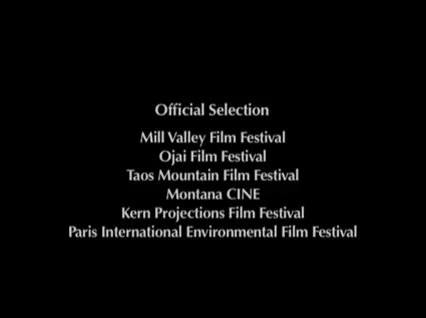 Official Selection
Mill Valley Film Festival
Ojai Film Festival
Taos Mountain Film Festival
Montana CINE
Kern Projections Film Festival
Paris International Environmental Film Festival